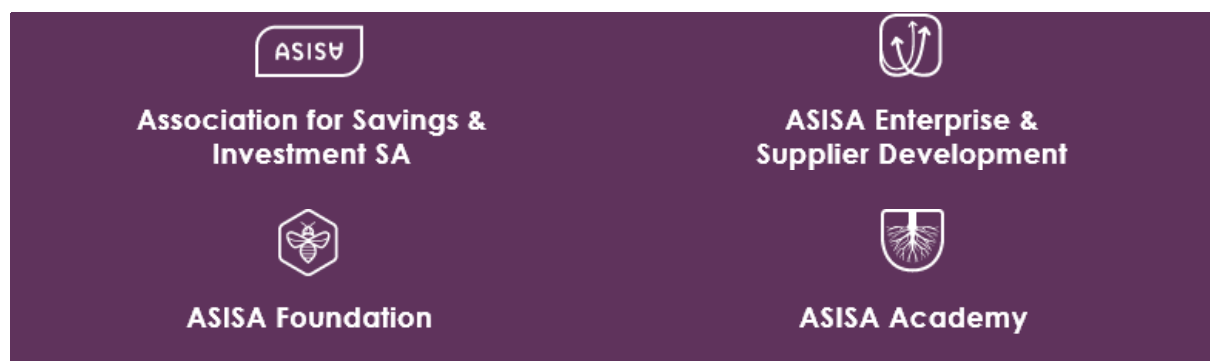 ASISA
Association for Savings &
Investment SA
ASISA Enterprise &
Supplier Development
ASISA Foundation
ASISA Academy